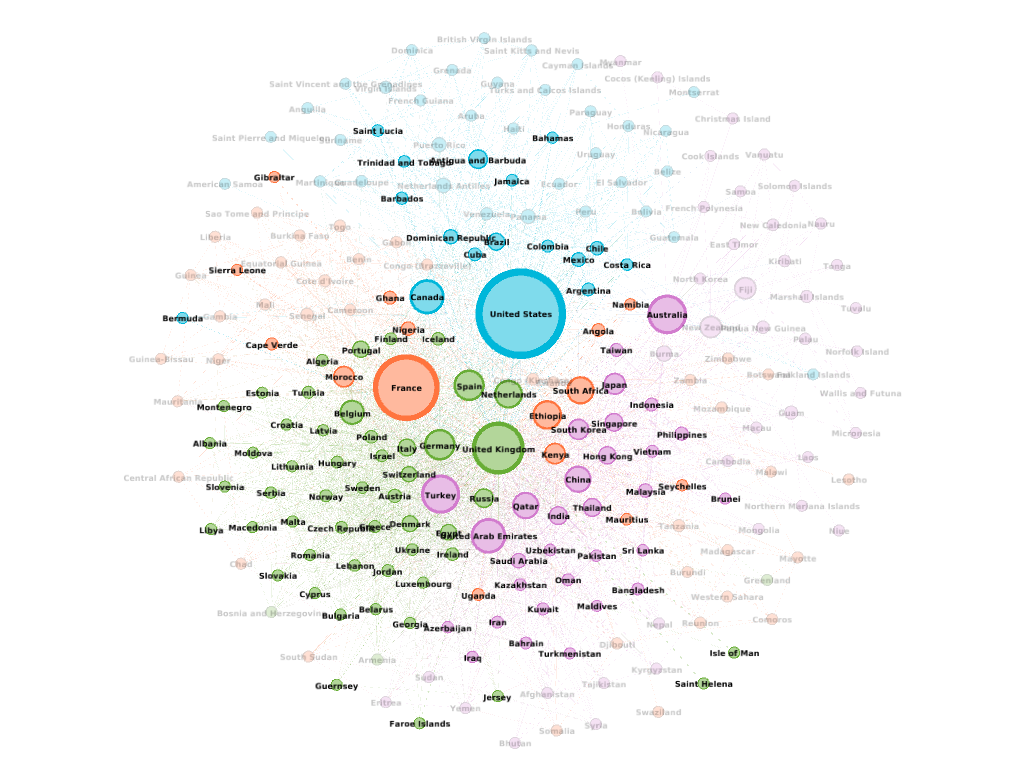 British Virgin Islands
Dominica
Saint Kitts and Nevis
Myanmar
Cayman Islands
Grenada
Cocos (Keeling) Islands
Saint Vincent and the Grenadines
Virgin Islands
Guyana
Turks and Caicos Islands
Montserrat
French Guiana
Anguilla
Aruba
Paraguay
Christmas Island
Saint Lucia
Haiti
Honduras
Nicaragua
Saint Pierre and Miquelon
Suriname
Puerto Rico
Bahamas
Uruguay
Cook Islands
Vanuatu
Trinidad and Tobago
Antigua and Barbuda
Belize
Gibraltar
American Samoa
Martinique
Guadeloupe
Netherlands Antilles
Jamaica
Ecuador
El Salvador
Samoa
Solomon Islands
Barbados
Sao Tome and Principe
Venezuela
Panama
Peru
Bolivia
French Polynesia
Liberia
Burkina Faso
Togo
Gabon
Dominican Republic
Brazil
Colombia
Chile
Guatemala
East Timor
New Caledonia
Nauru
Cuba
Mexico
Costa Rica
Equatorial Guinea
Benin
Congo (Brazzaville)
Kiribati
Tonga
Guinea
Sierra Leone
Cote d Ivoire
North Korea
Ghana
Canada
Argentina
Fiji
Marshall Islands
Bermuda
Gambia
Mali
Senegal
Cameroon
United States
Namibia
Australia
Tuvalu
Nigeria
Finland
Iceland
Angola
New Zealand
Papua New Guinea
Palau
Cape Verde
Portugal
Taiwan
Burma
Norfolk Island
Guinea-Bissau
Niger
Algeria
Zimbabwe
Morocco
France
Spain
Congo (Kinshasa)
Japan
Zambia
Botswana
Falkland Islands
Estonia
Tunisia
Netherlands
South Africa
Wallis and Futuna
Mauritania
Montenegro
Belgium
Ethiopia
Indonesia
Mozambique
Guam
Croatia
Latvia
South Korea
Singapore
Macau
Albania
Moldova
Poland
Israel
Italy
Germany
United Kingdom
Kenya
Hong Kong
Vietnam
Philippines
Micronesia
Lithuania
Hungary
Cambodia
Laos
Central African Republic
Switzerland
China
Malawi
Lesotho
Slovenia
Serbia
Norway
Sweden
Austria
Turkey
Russia
Qatar
Malaysia
Seychelles
Brunei
Northern Mariana Islands
India
Thailand
Mauritius
Libya
Macedonia
Malta
Czech Republic
Greece
Denmark
Egypt
United Arab Emirates
Tanzania
Mongolia
Niue
Romania
Ukraine
Ireland
Uzbekistan
Pakistan
Sri Lanka
Madagascar
Mayotte
Chad
Slovakia
Lebanon
Jordan
Saudi Arabia
Burundi
Greenland
Cyprus
Luxembourg
Kazakhstan
Oman
Bangladesh
Uganda
Western Sahara
Bosnia and Herzegovina
Bulgaria
Belarus
Kuwait
Maldives
Comoros
Georgia
Azerbaijan
Iran
Nepal
Reunion
South Sudan
Armenia
Iraq
Bahrain
Turkmenistan
Djibouti
Isle of Man
Kyrgyzstan
Guernsey
Sudan
Tajikistan
Saint Helena
Eritrea
Yemen
Jersey
Afghanistan
Swaziland
Faroe Islands
Somalia
Syria
Bhutan